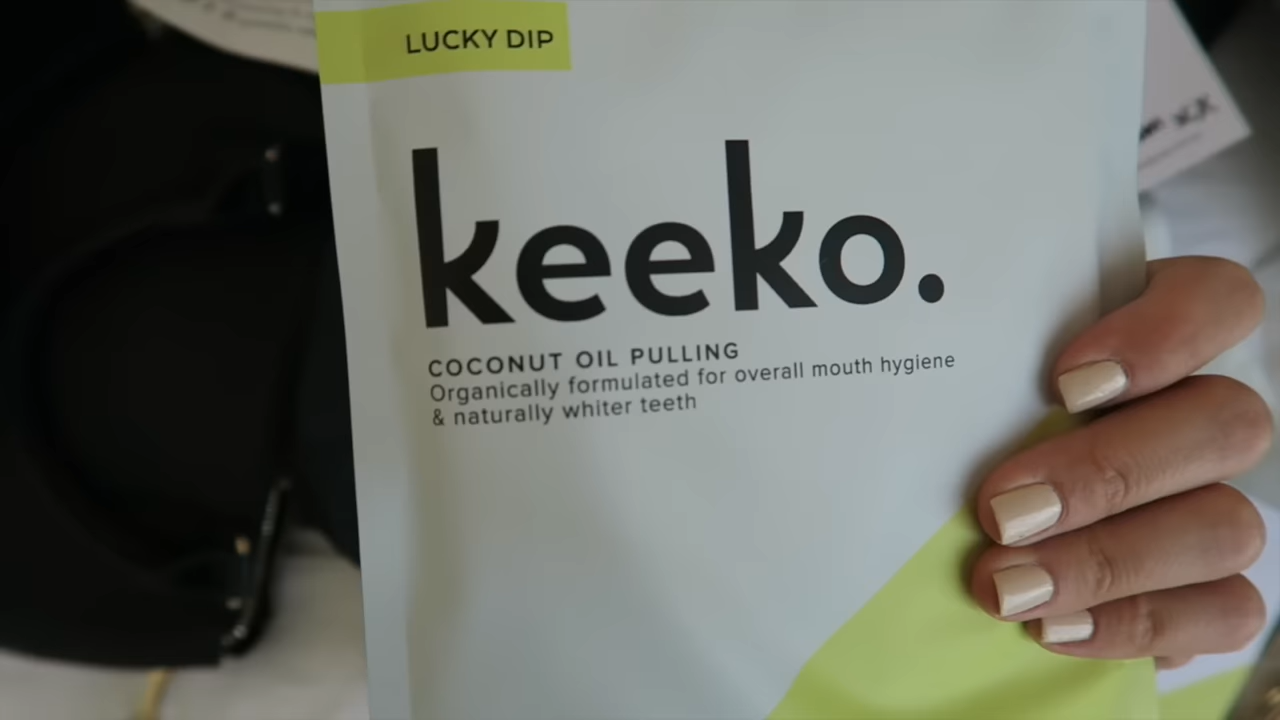 LUCKY DIP
keeko.
COCONUT OIL PULLING
Organically formulated for overall mouth hygiene
& naturally whiter teeth